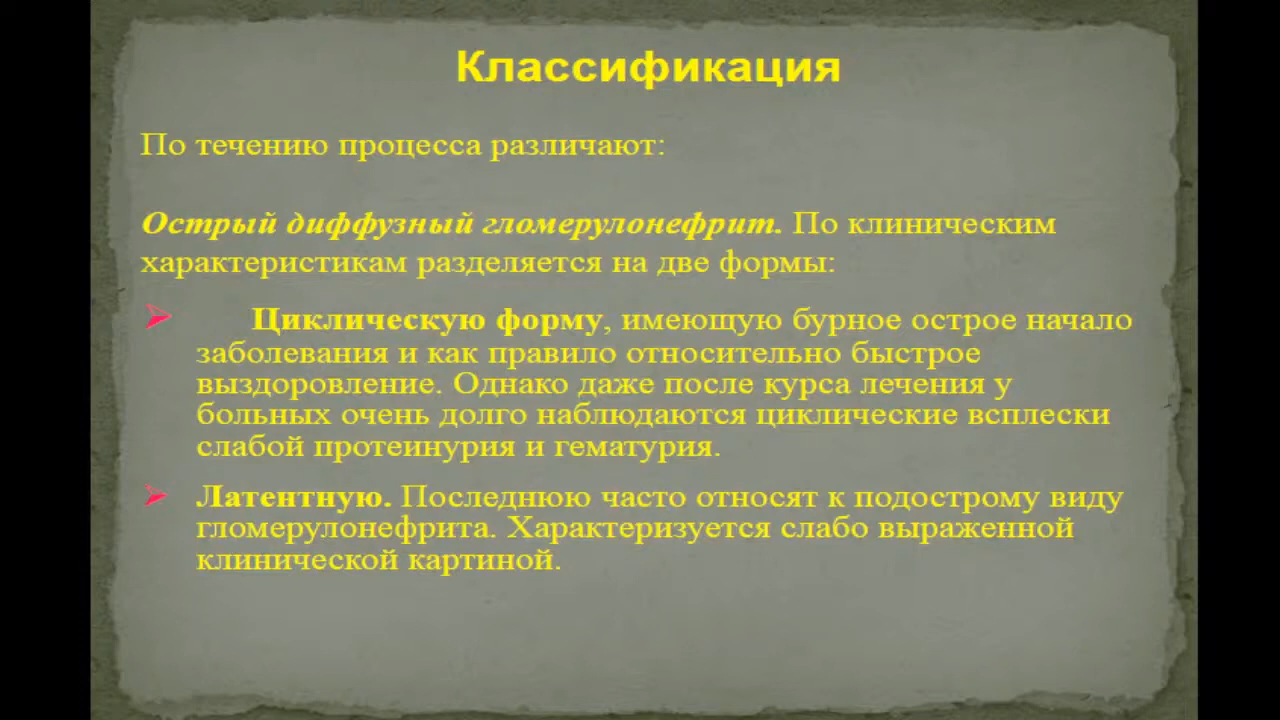 Классификация
По течению процесса различают:
Острый диффузный гломерулонефрит. По клиническим
характеристикам разделяется на две формы:
Циклическую форму, имеющую бурное острое начало
заболевания и как правило относительно быстрое
выздоровление. Однако даже после курса лечения у
больных очень долго наблюдаются циклические всплески
слабой протеинурия и гематурия.
Латентную. Последнюю часто относят к подострому виду
гломерулонефрита. Характеризуется слабо выраженной
клинической картиной.